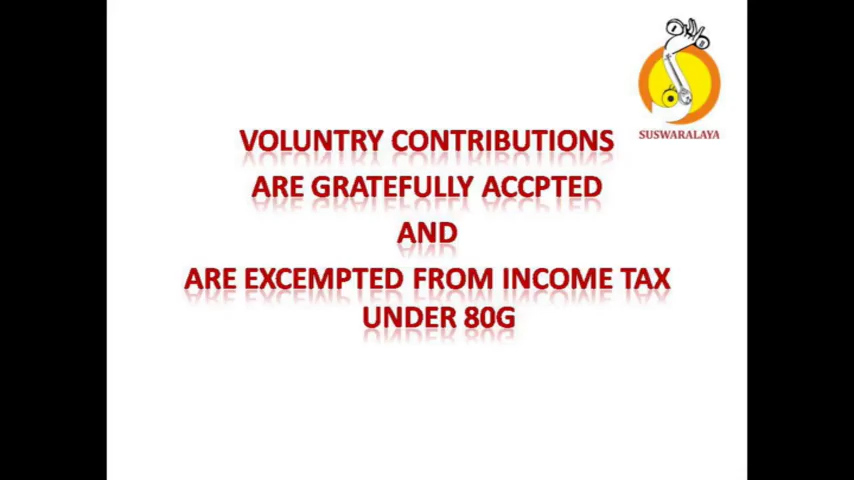 SUSWARALAYA
VOLUNTRY CONTRIBUTIONS
ARE GRATEFULLY ACCPTED
AND
ARE EXCEMPTED FROM INCOME TAX
UNDER 80G